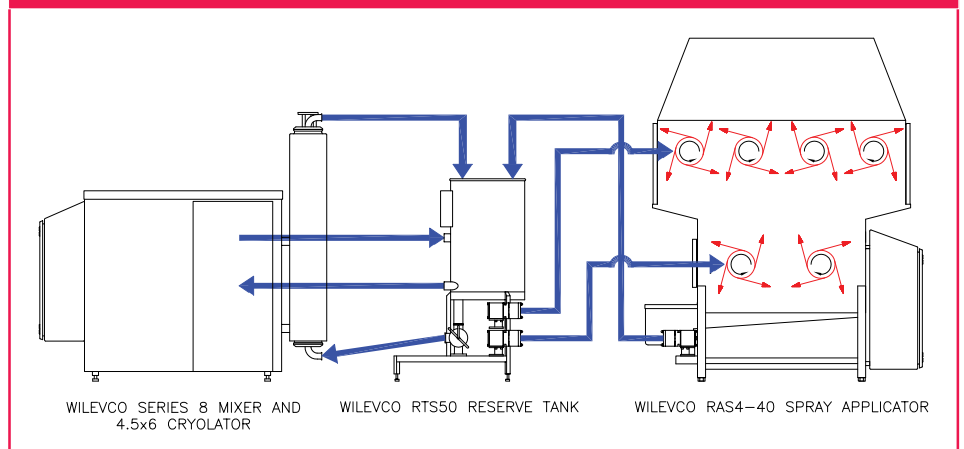 WILEVCO SERIES 8 MIXER AND
4.5x6 CRYOLATOR
WILEVCO RTS50 RESERVE TANK
WILEVCO RAS4-40 SPRAY APPLICATOR